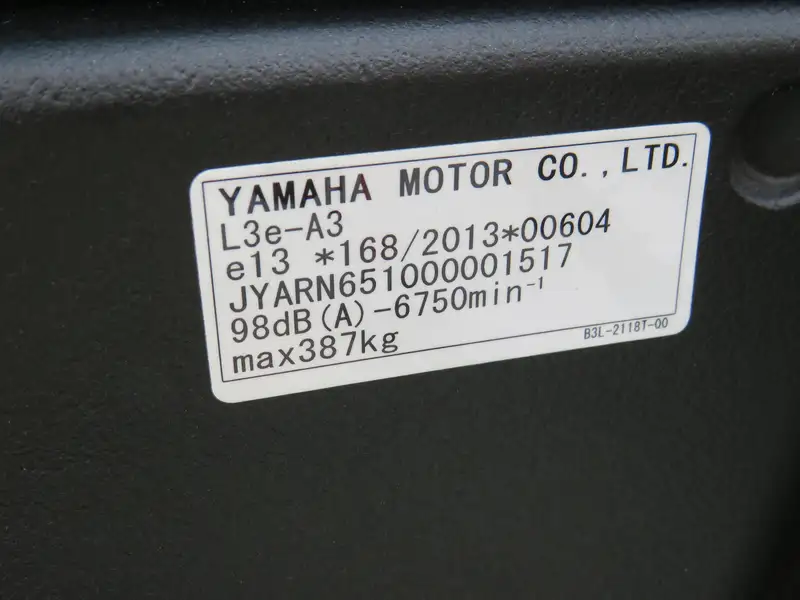 YAMAHA MOTOR CO.,LTD.
L3e-A3
e13 *168/2013*00604
JYARN651000001517
98dB(A)-6750min⁻¹
max387kg
B3L-2118T-00